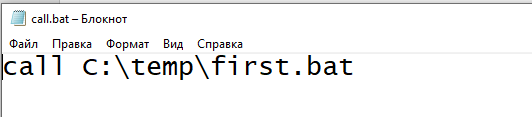 call.bat – Блокнот
Файл Правка Формат Вид Справка
call C:\temp\first.bat